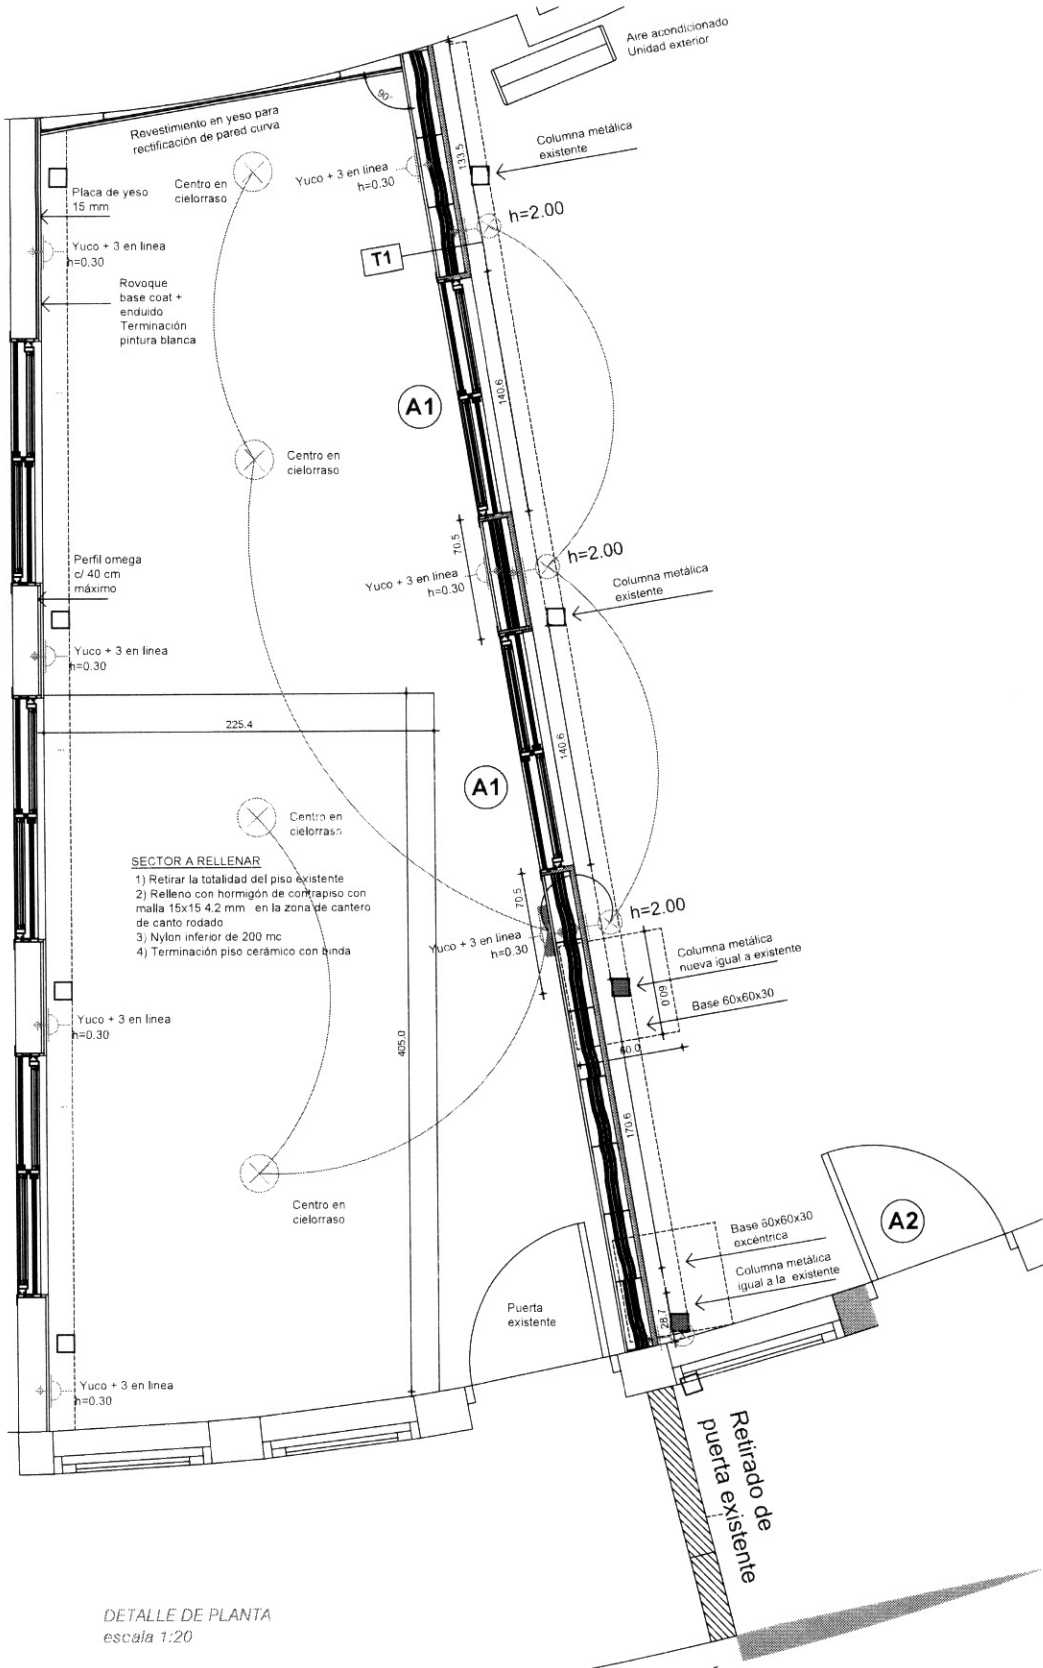 Aire acondicionado
Unidad exterior
90°
Revestimiento en yeso para
rectificación de pared curva
133.5
Columna metálica
existente
Yuco + 3 en linea
h=0.30
Centro en
cielorraso
Placa de yeso
15 mm
h=2.00
Yuco + 3 en linea
h=0.30
T1
Rovoque
base coat +
enduido
Terminación
pintura blanca
140.6
A1
Centro en
cielorraso
70.5
h=2.00
Perfil omega
c/ 40 cm
máximo
Yuco + 3 en linea
h=0.30
Columna metálica
existente
Yuco + 3 en linea
h=0.30
225.4
140.6
A1
Centro en
cielorraso
SECTOR A RELLENAR
1) Retirar la totalidad del piso existente
2) Relleno con hormigón de contrapiso con
malla 15x15 4.2 mm en la zona de cantero
de canto rodado
3) Nylon inferior de 200 mc
4) Terminación piso cerámico con binda
70.5
h=2.00
Yuco + 3 en linea
h=0.30
Columna metálica
nueva igual a existente
60.0
Base 60x60x30
Yuco + 3 en linea
h=0.30
405.0
60.0
170.6
Centro en
cielorraso
Base 60x60x30
excéntrica
A2
Columna metálica
igual a la existente
Puerta
existente
28.7
Yuco + 3 en linea
h=0.30
Retirado de
puerta existente
DETALLE DE PLANTA
escala 1:20